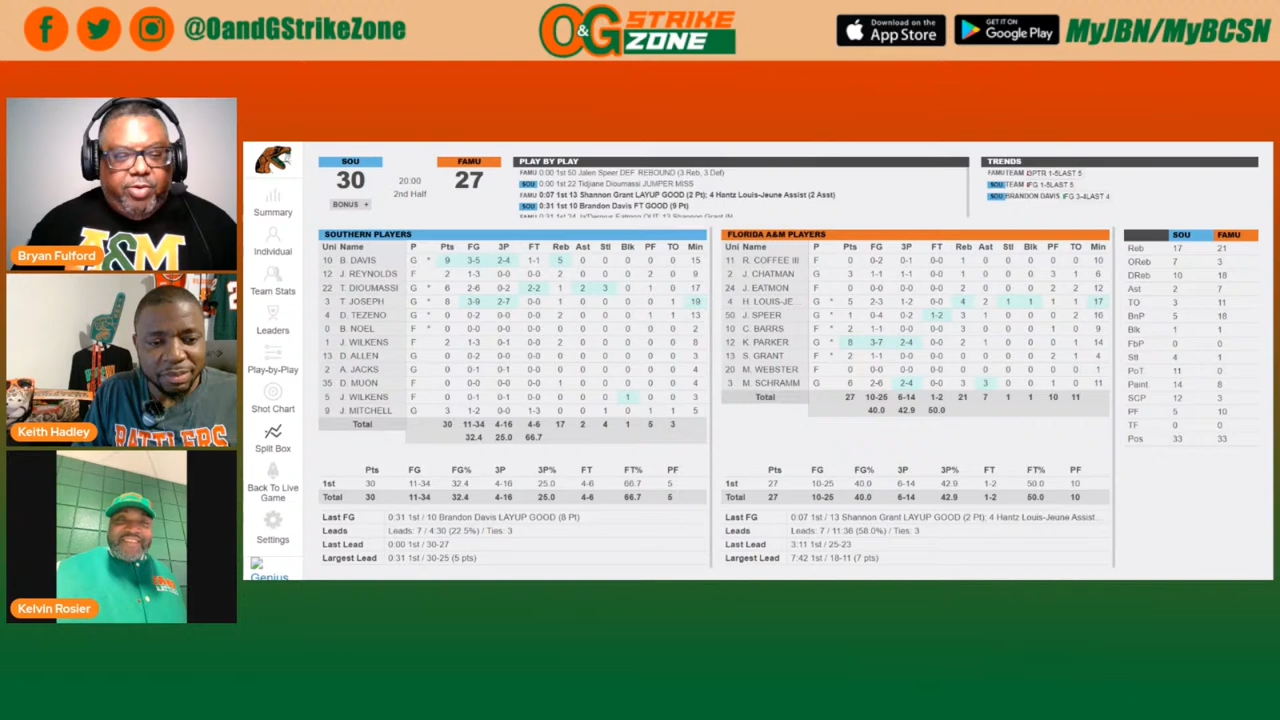 @OandGStrikeZone
O&G STRIKE ZONE
Download on the App Store
GET IT ON Google Play
MyJBN/MyBCSN
Bryan Fulford
A&M
Keith Hadley
RATTLERS
Kelvin Rosier
Summary
Individual
Team Stats
Leaders
Play-by-Play
Shot Chart
Split Box
Back To Live Game
Settings
Genius
SOU
30
BONUS
20:00
2nd Half
FAMU
27
PLAY BY PLAY
FAMU 0:00 1st 50 Jalen Speer DEF REBOUND (3 Reb, 3 Def)
SOU 0:00 1st 22 Tidjiane Dioumassi JUMPER MISS
FAMU 0:07 1st 13 Shannon Grant LAYUP GOOD (2 Pt); 4 Hantz Louis-Jeune Assist (2 Asst)
SOU 0:31 1st 10 Brandon Davis FT GOOD (9 Pt)
TRENDS
FAMU TEAM DPTR 1-5LAST 5
SOU TEAM FG 1-5LAST 5
SOU BRANDON DAVIS FG 3-4LAST 4
SOUTHERN PLAYERS
Uni Name P Pts FG 3P FT Reb Ast Stl Blk PF TO Min
10 B. DAVIS G * 9 3-5 2-4 1-1 5 0 0 0 0 0 15
12 J. REYNOLDS F 2 1-3 0-0 0-0 2 0 0 0 2 0 9
22 T. DIOUMASSI G * 6 2-6 0-2 2-2 1 2 3 0 1 0 17
3 T. JOSEPH G * 8 3-9 2-7 0-0 1 0 0 0 0 0 19
4 D. TEZENO G * 0 0-2 0-1 0-0 2 0 0 0 1 1 13
0 B. NOEL F * 0 0-0 0-0 0-0 0 0 0 0 0 0 2
1 J. WILKENS F 2 1-3 0-1 0-0 2 0 0 0 0 0 8
13 D. ALLEN F 0 0-0 0-0 0-0 0 0 0 0 0 0 3
2 A. JACKS G 0 0-1 0-1 0-0 0 0 0 0 0 0 4
35 D. MUON F 0 0-0 0-0 0-0 1 0 0 0 0 0 4
5 J. WILKENS F 0 0-1 0-0 0-0 0 0 0 1 0 0 3
9 J. MITCHELL G 3 1-2 0-0 1-3 0 0 1 0 1 1 5
Total 30 11-34 4-16 4-6 17 2 4 1 5 3
32.4 25.0 66.7
Pts FG FG% 3P 3P% FT FT% PF
1st 30 11-34 32.4 4-16 25.0 4-6 66.7 5
Total 30 11-34 32.4 4-16 25.0 4-6 66.7 5
Last FG 0:31 1st / 10 Brandon Davis LAYUP GOOD (8 Pt)
Leads Leads: 7 / 4:30 (22.5%) / Ties: 3
Last Lead 0:00 1st / 30-27
Largest Lead 0:31 1st / 30-25 (5 pts)
FLORIDA A&M PLAYERS
Uni Name P Pts FG 3P FT Reb Ast Stl Blk PF TO Min
11 R. COFFEE III F 0 0-2 0-1 0-0 1 0 0 0 0 1 10
2 J. CHATMAN G 0 1-1 0-0 0 0 0 0 3 1 6
24 J. EATMON F 0 0-1 0-0 0-0 2 0 0 0 2 2 12
4 H. LOUIS-JE... G * 2-3 0-0 4 2 1 1 0 17
50 J. SPEER G * 1 0-4 0-2 1-2 3 0 0 0 2 16
10 C. BARRS F * 2 1-1 0-0 0-0 2 0 0 0 1 0 9
12 K. PARKER G * 8 3-7 2-4 0-0 2 1 0 0 1 1 14
13 S. GRANT F * 2 1-1 0-0 0-0 2 0 0 0 2 1 4
20 M. WEBSTER F 0 0-0 0-0 0-0 0 0 0 0 0 0
3 M. SCHRAMM G 6 2-6 2-4 0-0 3 3 0 0 0 1 11
Total 27 10-25 6-14 1-2 21 7 1 1 10 11
40.0 42.9 50.0
Pts FG FG% 3P 3P% FT FT% PF
1st 27 10-25 40.0 6-14 42.9 1-2 50.0 10
Total 27 10-25 40.0 6-14 42.9 1-2 50.0 10
Last FG 0:07 1st / 13 Shannon Grant LAYUP GOOD (2 Pt); 4 Hantz Louis-Jeune Assist...
Leads Leads: 7 / 11:36 (58.0%) / Ties: 3
Last Lead 3:11 1st / 25-23
Largest Lead 7:42 1st / 18-11 (7 pts)
SOU FAMU
Reb 17 21
OReb 7 3
DReb 10 18
Ast 2 7
TO 3 11
BnP 5 18
Blk 1 1
FbP 0 0
Stl 4 1
PoT 11 0
Paint 14 8
SCP 12 3
PF 5 10
TF 0 0
Pos 33 33